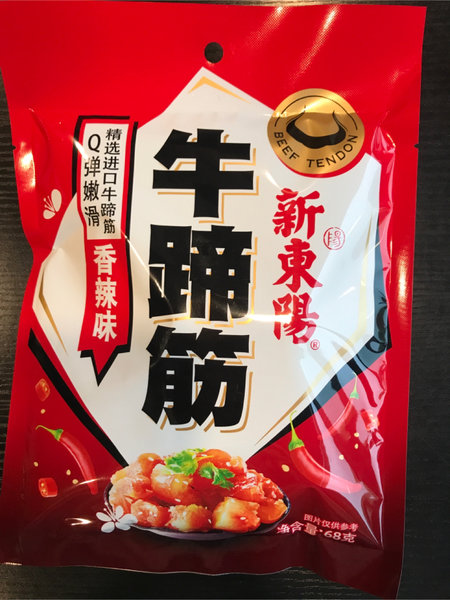 BEEF TENDON
新東陽®
牛蹄筋
精选进口牛蹄筋
Q弹嫩滑
香辣味
图片仅供参考
净含量:68克